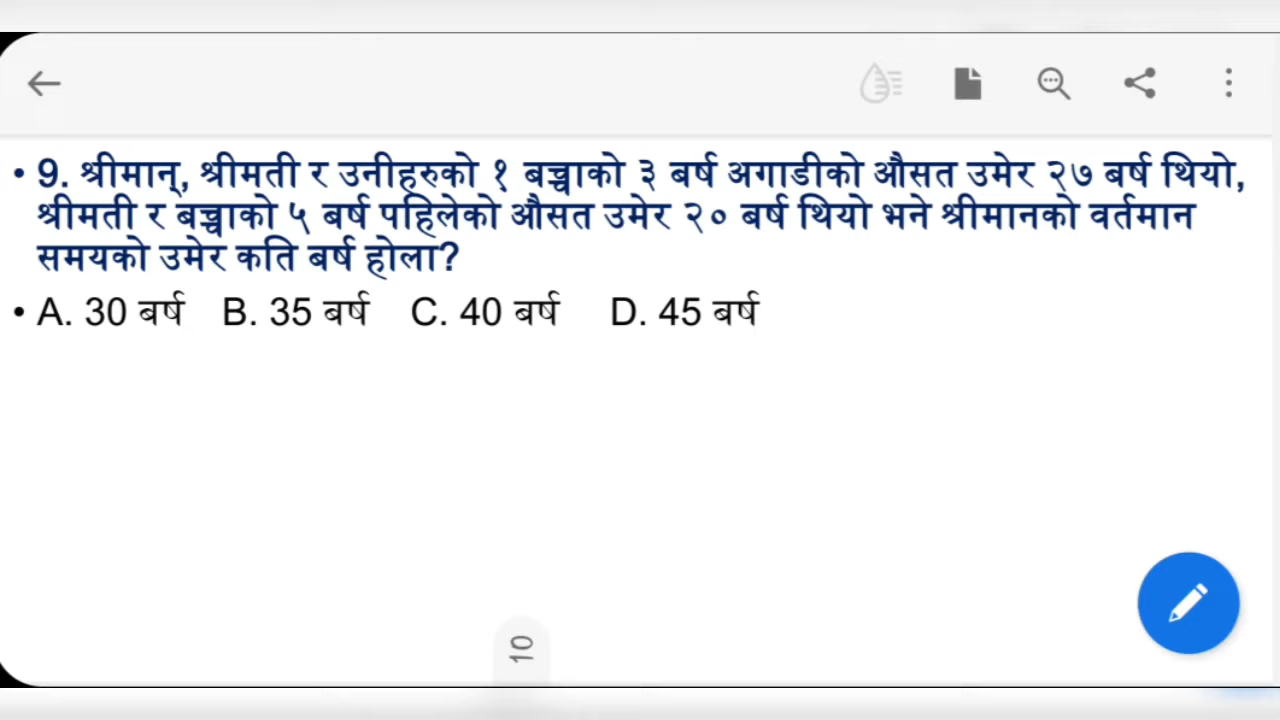 • 9. श्रीमान्, श्रीमती र उनीहरुको १ बच्चाको ३ बर्ष अगाडीको औसत उमेर २७ बर्ष थियो,
श्रीमती र बच्चाको ५ बर्ष पहिलेको औसत उमेर २० बर्ष थियो भने श्रीमानको वर्तमान
समयको उमेर कति बर्ष होला?
• A. 30 बर्ष B. 35 बर्ष C. 40 बर्ष D. 45 बर्ष
10